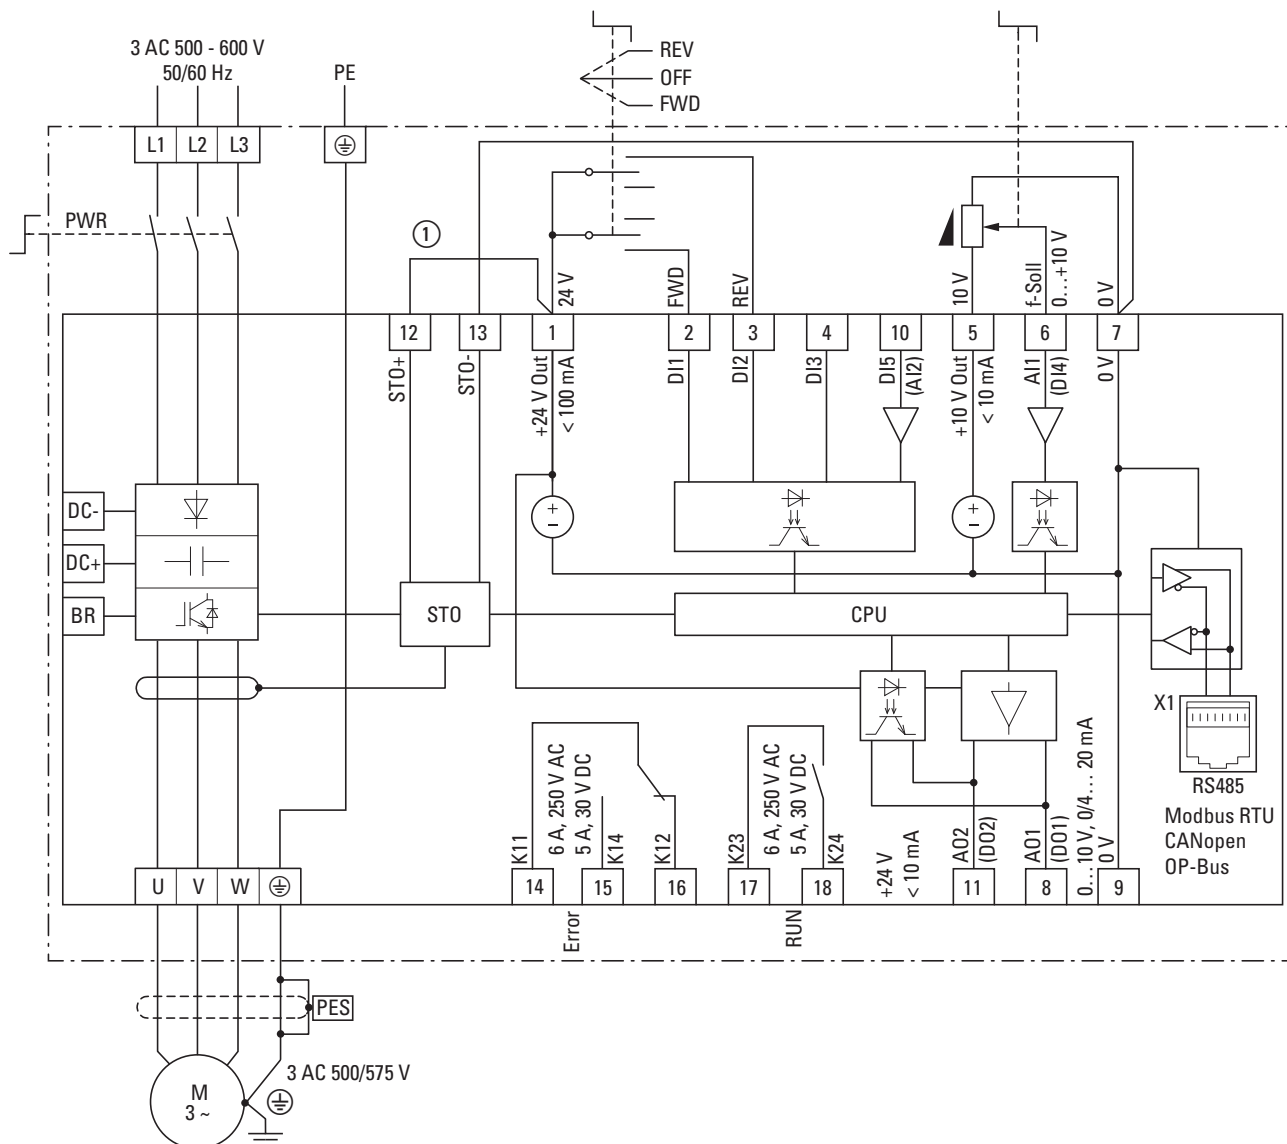 3 AC 500 - 600 V
50/60 Hz
PE
REV
OFF
FWD
L1
L2
L3
PWR
1
24 V
FWD
REV
10 V
f-Soll
0…+10 V
0 V
12
13
1
2
3
4
10
5
6
7
STO+
STO-
+24 V Out
< 100 mA
DI1
DI2
DI3
DI5
(AI2)
+10 V Out
< 10 mA
AI1
(DI4)
0 V
DC-
DC+
BR
STO
CPU
X1
RS485
Modbus RTU
CANopen
OP-Bus
K11
6 A, 250 V AC
5 A, 30 V DC
K14
K12
K23
6 A, 250 V AC
5 A, 30 V DC
K24
+24 V
< 10 mA
AO2
(DO2)
AO1
(DO1)
0…10 V, 0/4… 20 mA
0 V
U
V
W
14
15
16
17
18
11
8
9
Error
RUN
PES
3 AC 500/575 V
M
3 ~